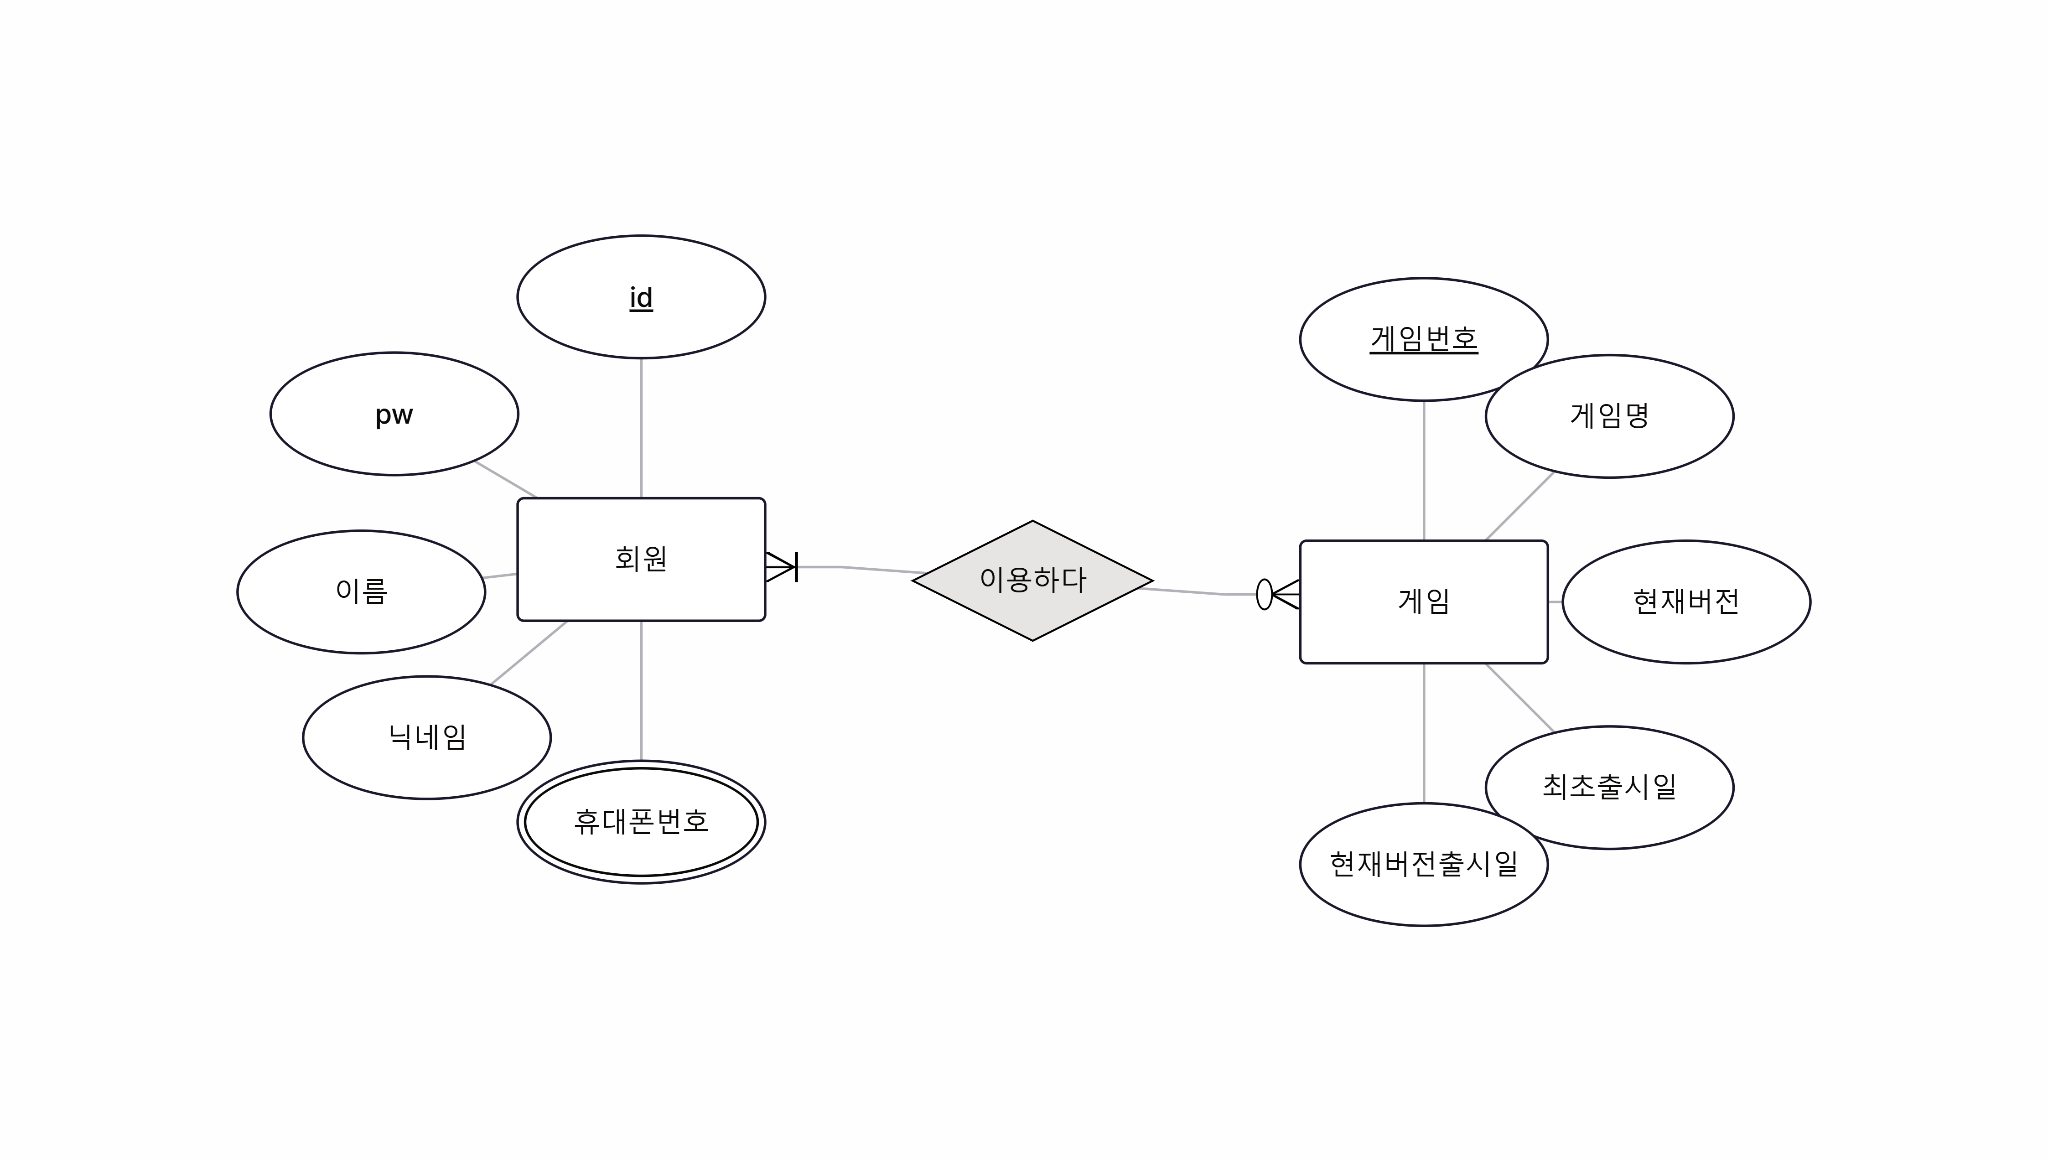 id
pw
회원
이름
닉네임
휴대폰번호
이용하다
게임번호
게임명
게임
현재버전
최초출시일
현재버전출시일